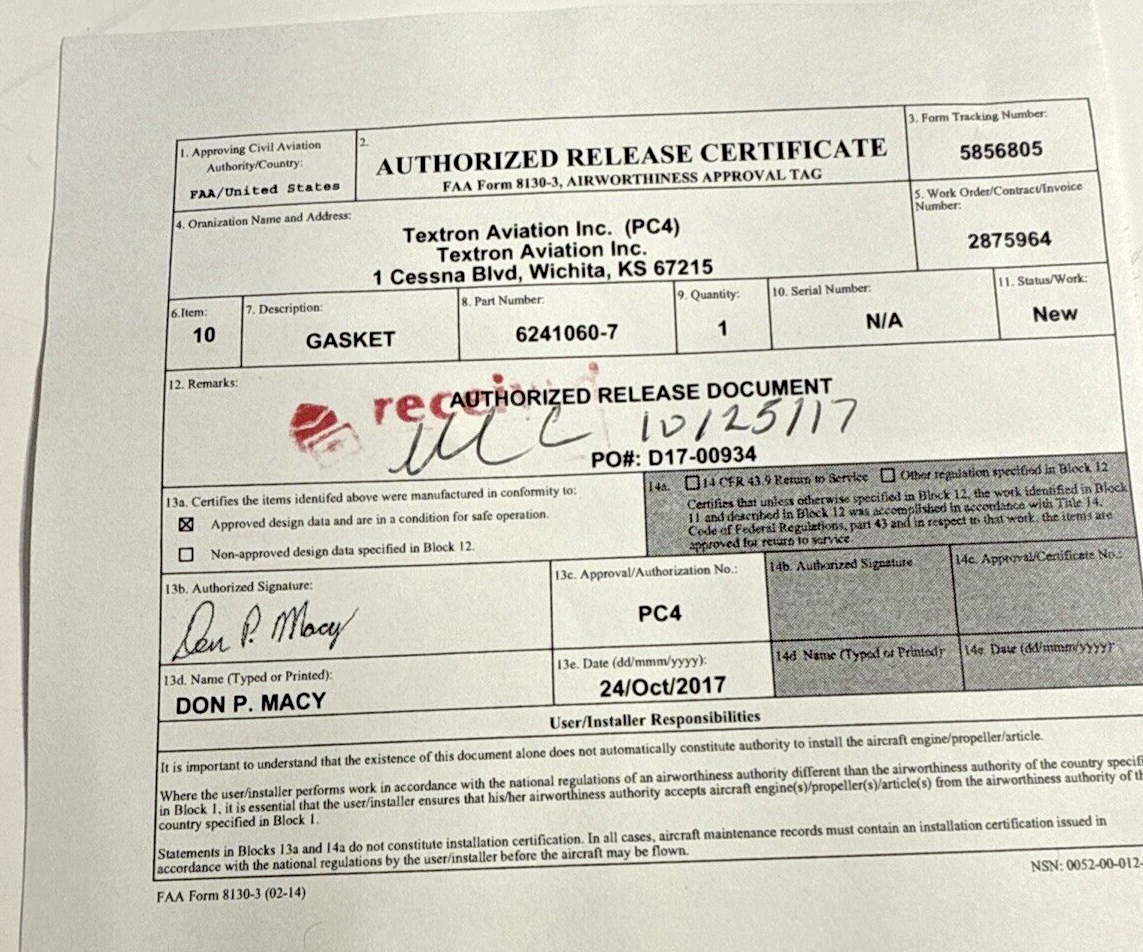 1. Approving Civil Aviation
Authority/Country:
FAA/United States
2.
AUTHORIZED RELEASE CERTIFICATE
FAA Form 8130-3, AIRWORTHINESS APPROVAL TAG
3. Form Tracking Number:
5856805
4. Oranization Name and Address:
Textron Aviation Inc. (PC4)
Textron Aviation Inc.
1 Cessna Blvd, Wichita, KS 67215
5. Work Order/Contract/Invoice
Number:
2875964
6.Item:
10
7. Description:
GASKET
8. Part Number:
6241060-7
9. Quantity:
1
10. Serial Number:
N/A
11. Status/Work:
New
12. Remarks:
received
AUTHORIZED RELEASE DOCUMENT
10/25/17
PO#: D17-00934
13a. Certifies the items identifed above were manufactured in conformity to:
Approved design data and are in a condition for safe operation.
Non-approved design data specified in Block 12.
14a. 14 CFR 43.9 Return to Service Other regulation specified in Block 12
Certifies that unless otherwise specified in Block 12, the work identified in Block
11 and described in Block 12 was accomplished in accordance with Title 14,
Code of Federal Regulations, part 43 and in respect to that work, the items are
approved for return to service.
13b. Authorized Signature:
Don P. Macy
13c. Approval/Authorization No.:
PC4
14b. Authorized Signature
14c. Approval/Certificate No.:
13d. Name (Typed or Printed):
DON P. MACY
13e. Date (dd/mmm/yyyy):
24/Oct/2017
14d Name (Typed or Printed)
14e Date (dd/mmm/yyyy)
User/Installer Responsibilities
It is important to understand that the existence of this document alone does not automatically constitute authority to install the aircraft engine/propeller/article.
Where the user/installer performs work in accordance with the national regulations of an airworthiness authority different than the airworthiness authority of the country specifi
in Block 1, it is essential that the user/installer ensures that his/her airworthiness authority accepts aircraft engine(s)/propeller(s)/article(s) from the airworthiness authority of th
country specified in Block 1.
Statements in Blocks 13a and 14a do not constitute installation certification. In all cases, aircraft maintenance records must contain an installation certification issued in
accordance with the national regulations by the user/installer before the aircraft may be flown.
FAA Form 8130-3 (02-14)
NSN: 0052-00-012-